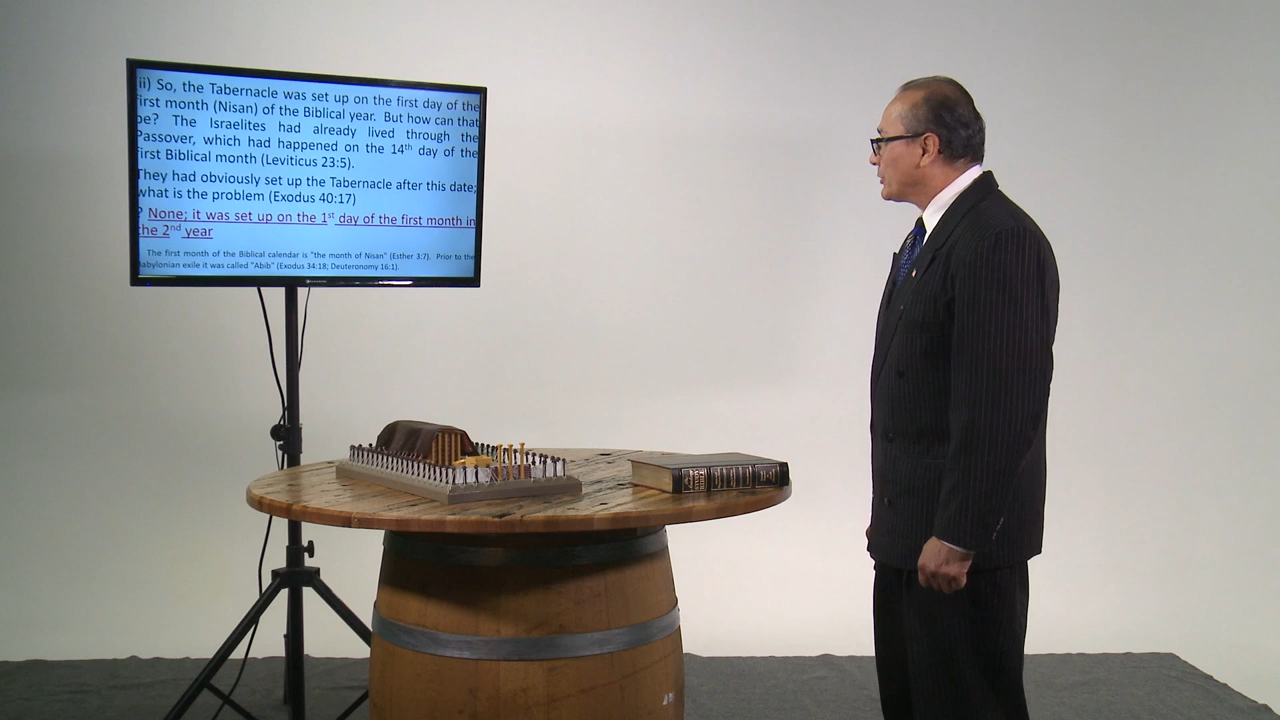 ii) So, the Tabernacle was set up on the first day of the
first month (Nisan) of the Biblical year. But how can that
be? The Israelites had already lived through the
Passover, which had happened on the 14th day of the
first Biblical month (Leviticus 23:5).
They had obviously set up the Tabernacle after this date;
what is the problem (Exodus 40:17)
? None; it was set up on the 1st day of the first month in
the 2nd year
The first month of the Biblical calendar is "the month of Nisan" (Esther 3:7). Prior to the
Babylonian exile it was called "Abib" (Exodus 34:18; Deuteronomy 16:1).